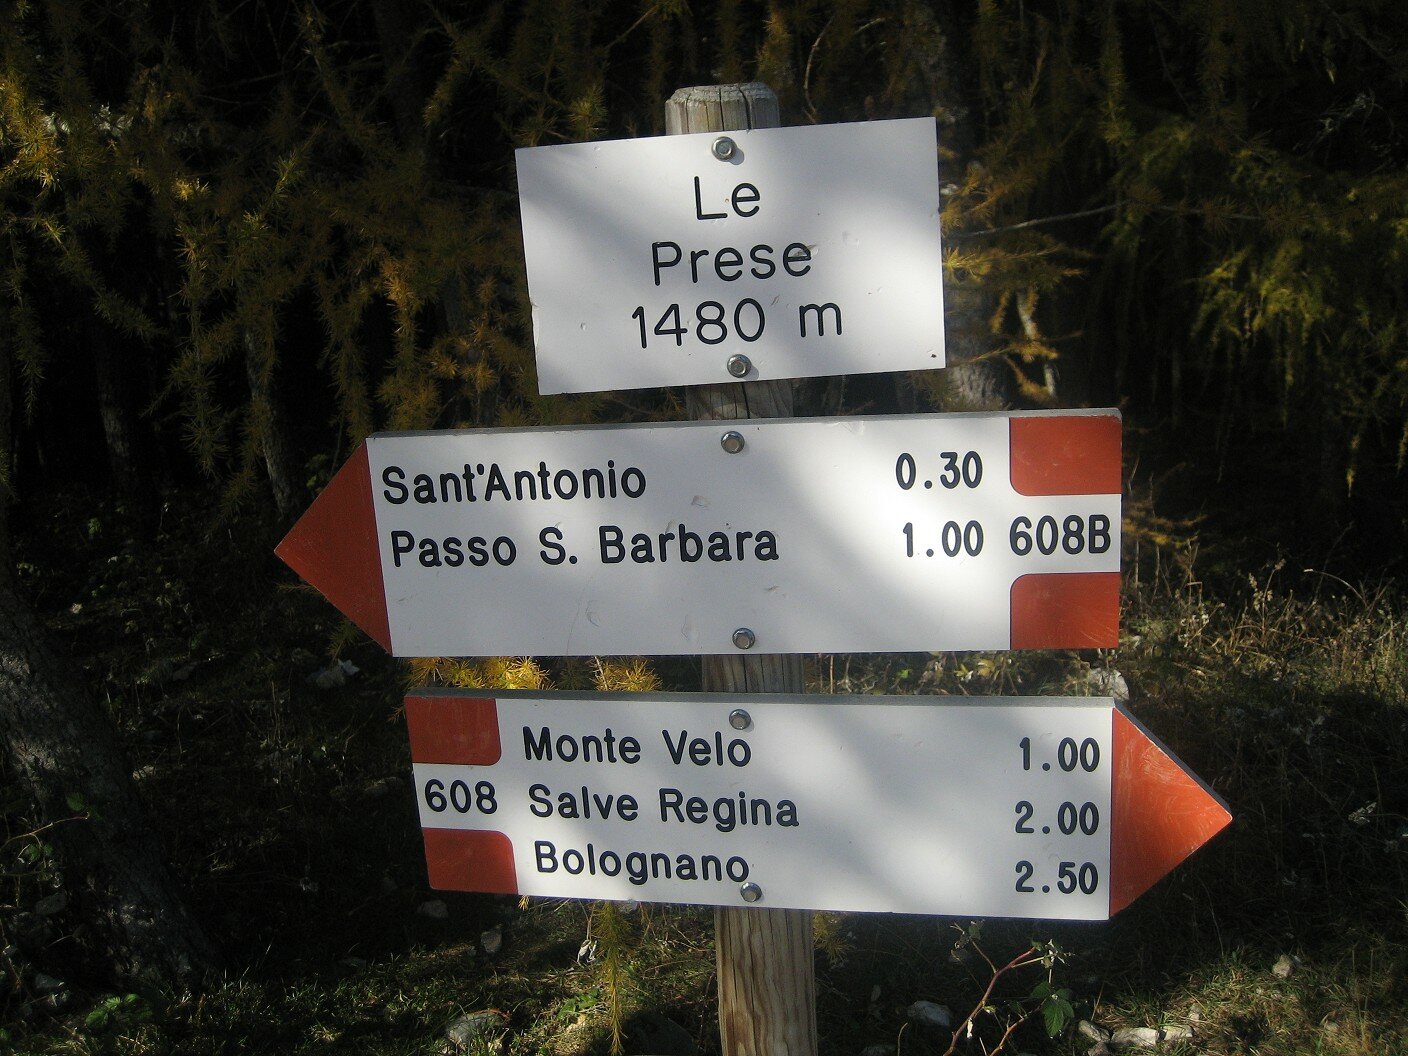 Le
Prese
1480 m
Sant'Antonio 0.30
Passo S. Barbara 1.00 608B
Monte Velo 1.00
608 Salve Regina 2.00
Bolognano 2.50